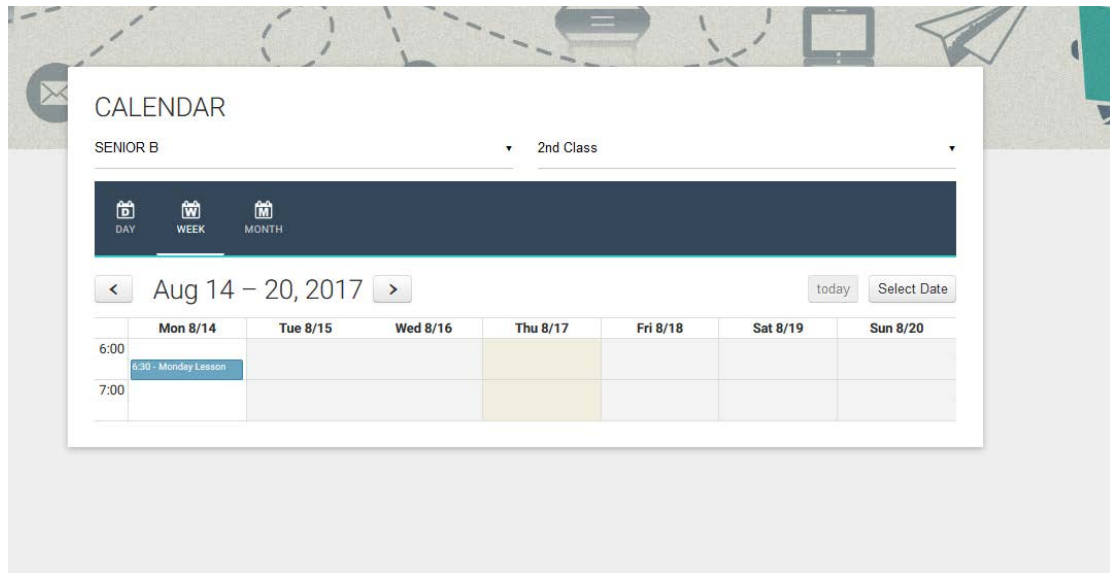 CALENDAR
SENIOR B 2nd Class
D W M
DAY WEEK MONTH
Aug 14 – 20, 2017 today Select Date
Mon 8/14 Tue 8/15 Wed 8/16 Thu 8/17 Fri 8/18 Sat 8/19 Sun 8/20
6:00
6:30 - Monday Lesson
7:00